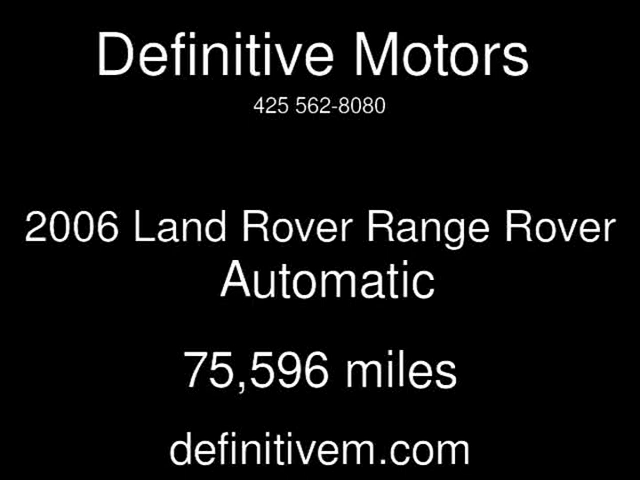 Definitive Motors
425 562-8080
2006 Land Rover Range Rover
Automatic
75,596 miles
definitivem.com